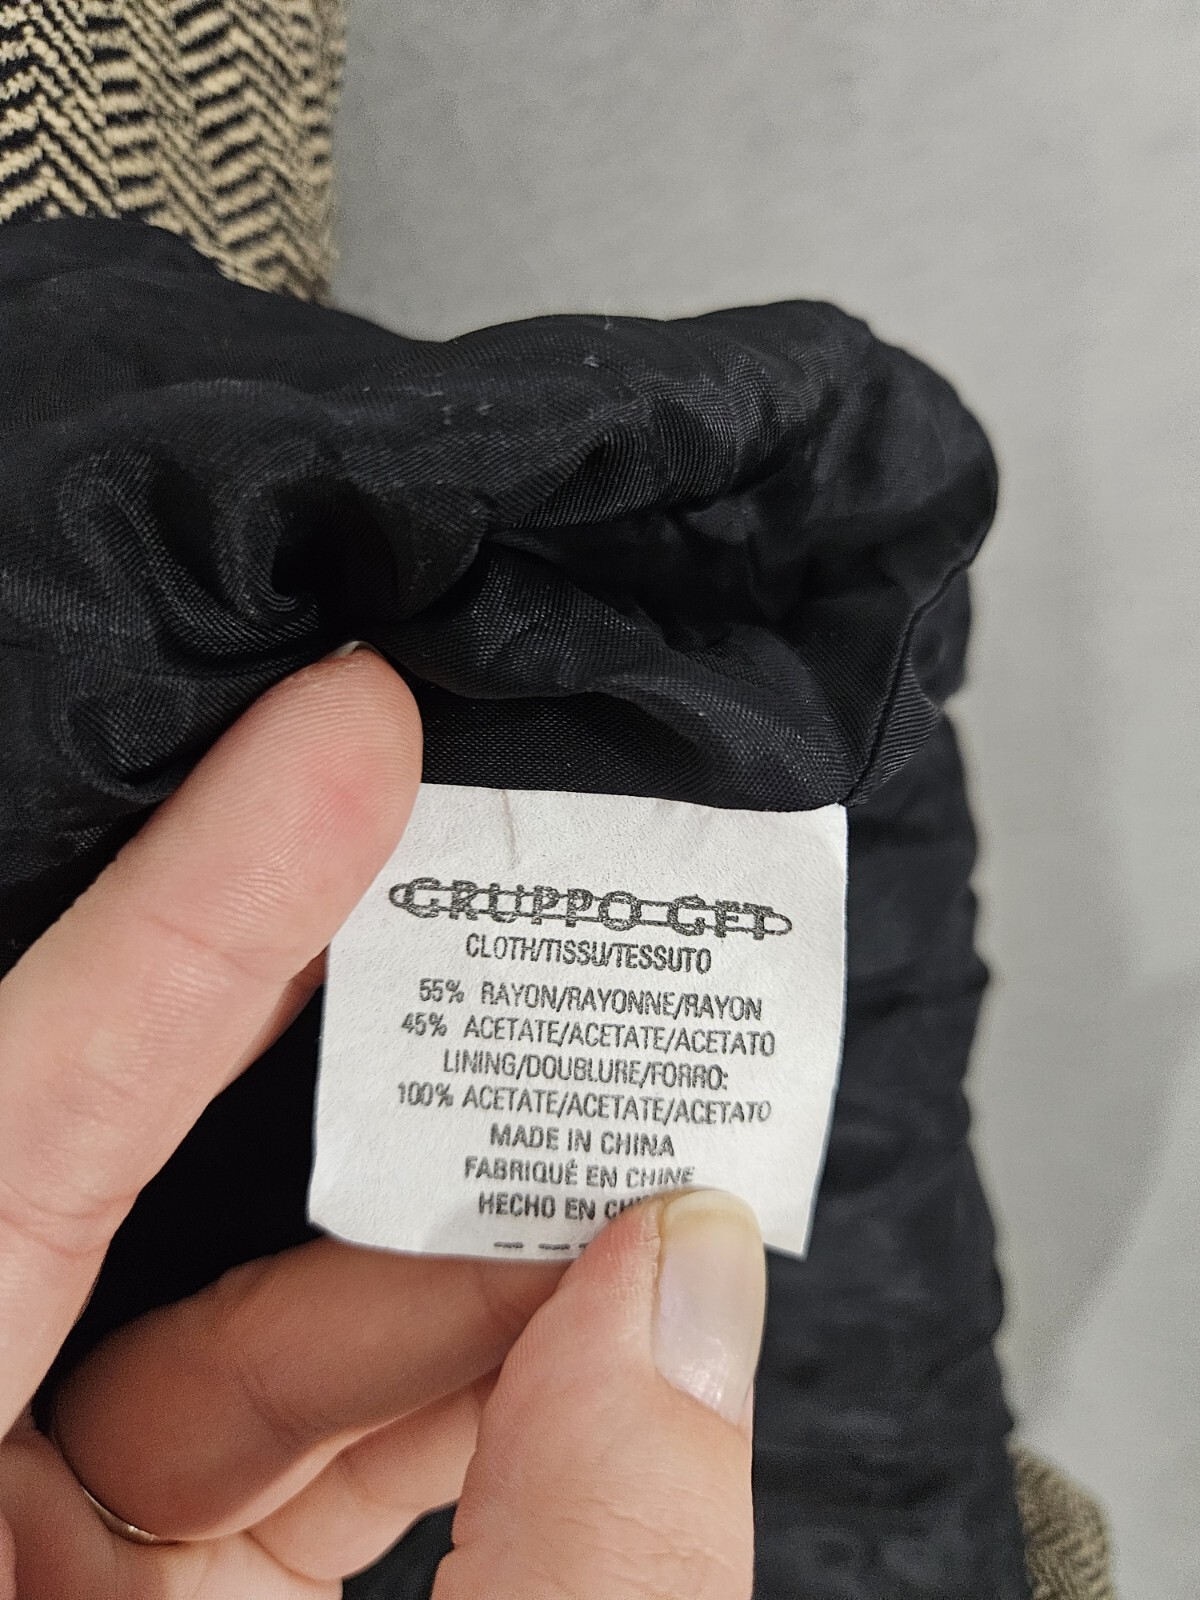 GRUPPO GFT
CLOTH/TISSU/TESSUTO
55% RAYON/RAYONNE/RAYON
45% ACETATE/ACETATE/ACETATO
LINING/DOUBLURE/FORRO:
100% ACETATE/ACETATE/ACETATO
MADE IN CHINA
FABRIQUÉ EN CHINE
HECHO EN